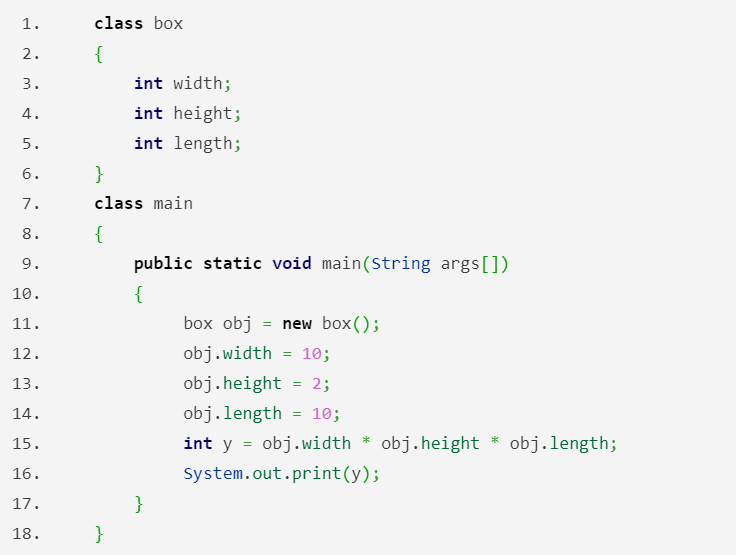 1. class box
2. {
3. int width;
4. int height;
5. int length;
6. }
7. class main
8. {
9. public static void main(String args[])
10. {
11. box obj = new box();
12. obj.width = 10;
13. obj.height = 2;
14. obj.length = 10;
15. int y = obj.width * obj.height * obj.length;
16. System.out.print(y);
17. }
18. }